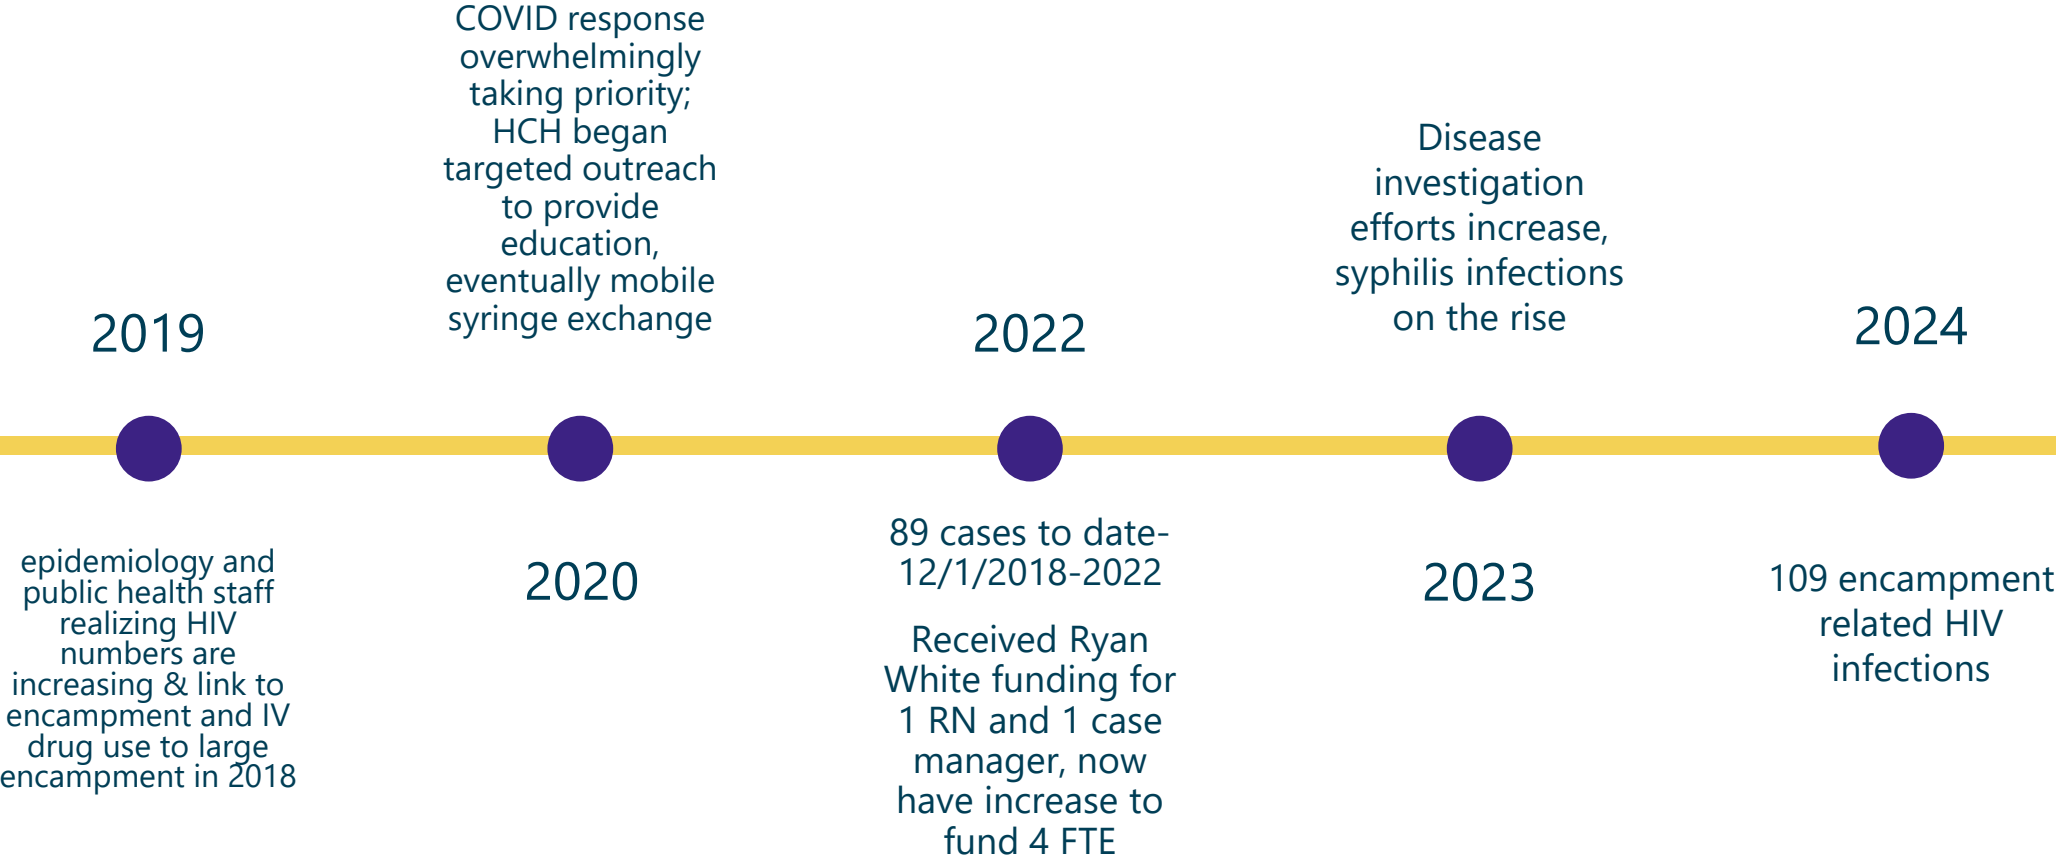 2019
epidemiology and
public health staff
realizing HIV
numbers are
increasing & link to
encampment and IV
drug use to large
encampment in 2018
COVID response
overwhelmingly
taking priority;
HCH began
targeted outreach
to provide
education,
eventually mobile
syringe exchange
2020
2022
89 cases to date-
12/1/2018-2022
Received Ryan
White funding for
1 RN and 1 case
manager, now
have increase to
fund 4 FTE
Disease
investigation
efforts increase,
syphilis infections
on the rise
2023
2024
109 encampment
related HIV
infections